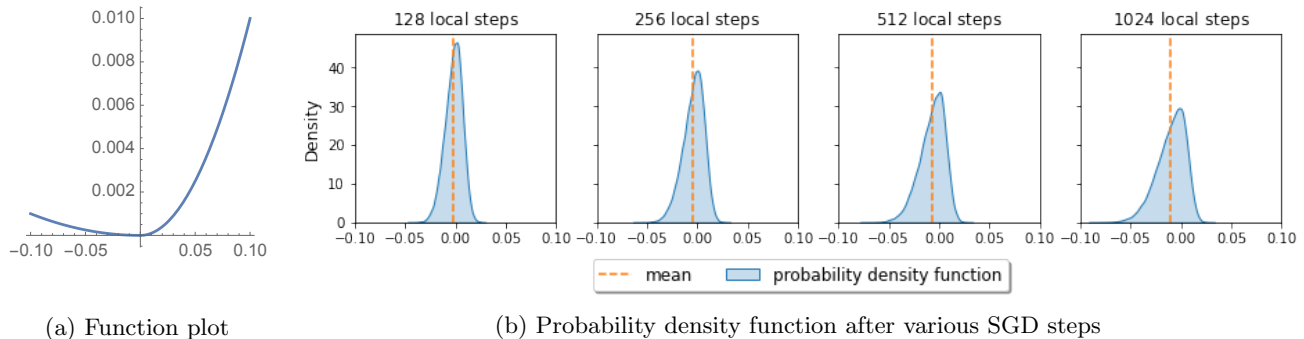 0.010
0.008
0.006
0.004
0.002
−0.10 −0.05 0.05 0.10
(a) Function plot
128 local steps 256 local steps 512 local steps 1024 local steps
Density
40
30
20
10
0
−0.10 −0.05 0.00 0.05 0.10 −0.10 −0.05 0.00 0.05 0.10 −0.10 −0.05 0.00 0.05 0.10 −0.10 −0.05 0.00 0.05 0.10
mean probability density function
(b) Probability density function after various SGD steps